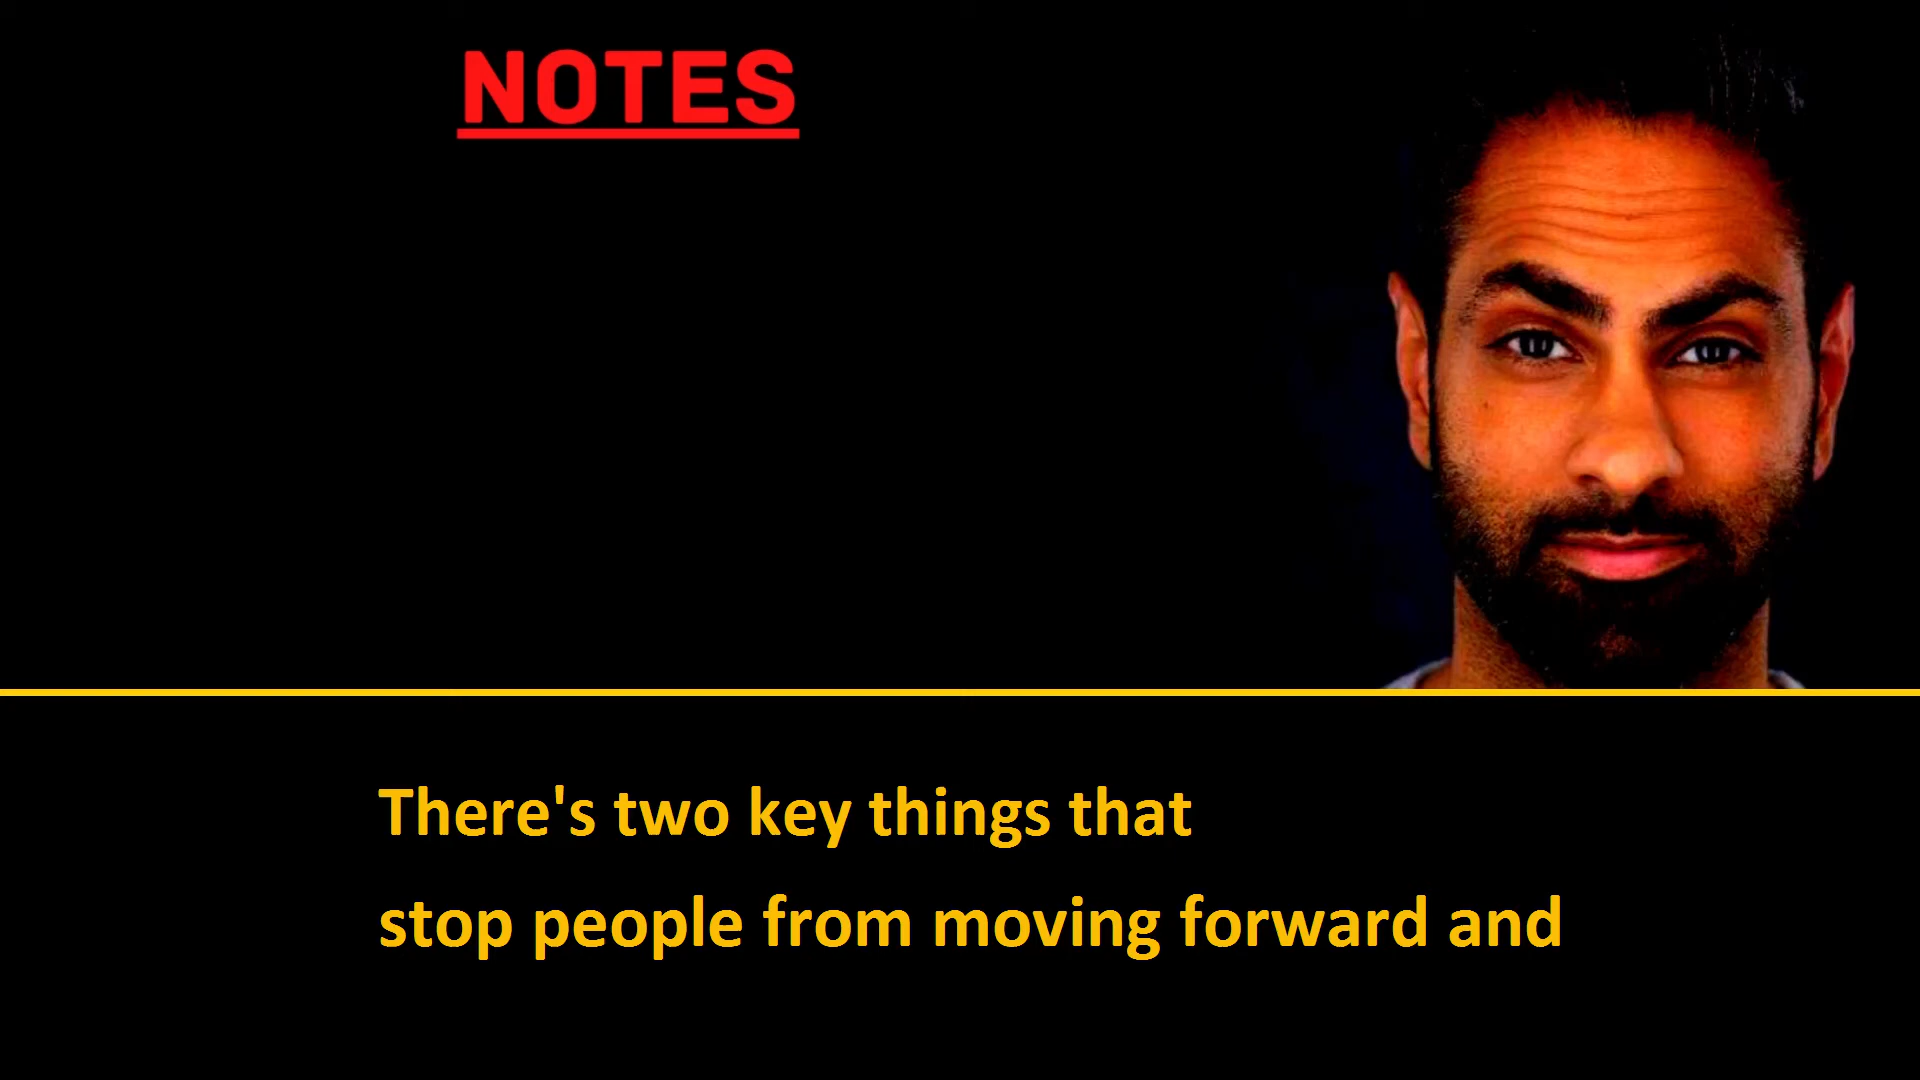 NOTES
There's two key things that
stop people from moving forward and